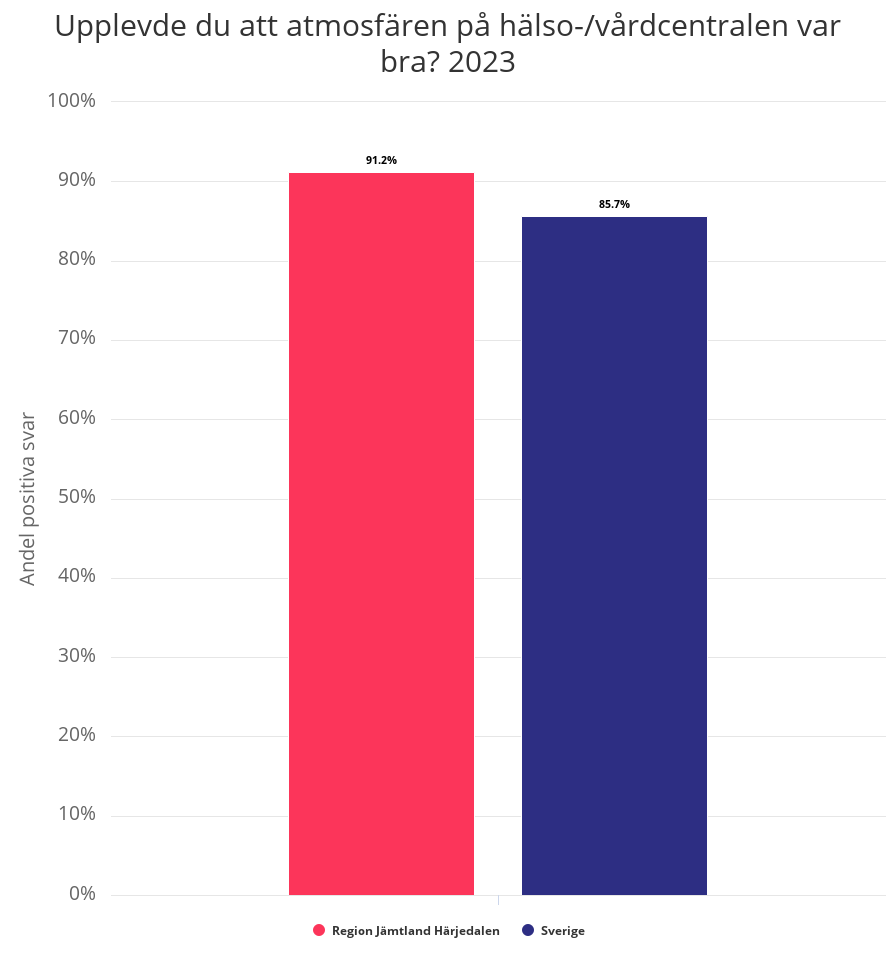 Upplevde du att atmosfären på hälso-/vårdcentralen var
bra? 2023
100%
90%
80%
70%
60%
50%
40%
30%
20%
10%
0%
Andel positiva svar
91.2%
85.7%
Region Jämtland Härjedalen
Sverige